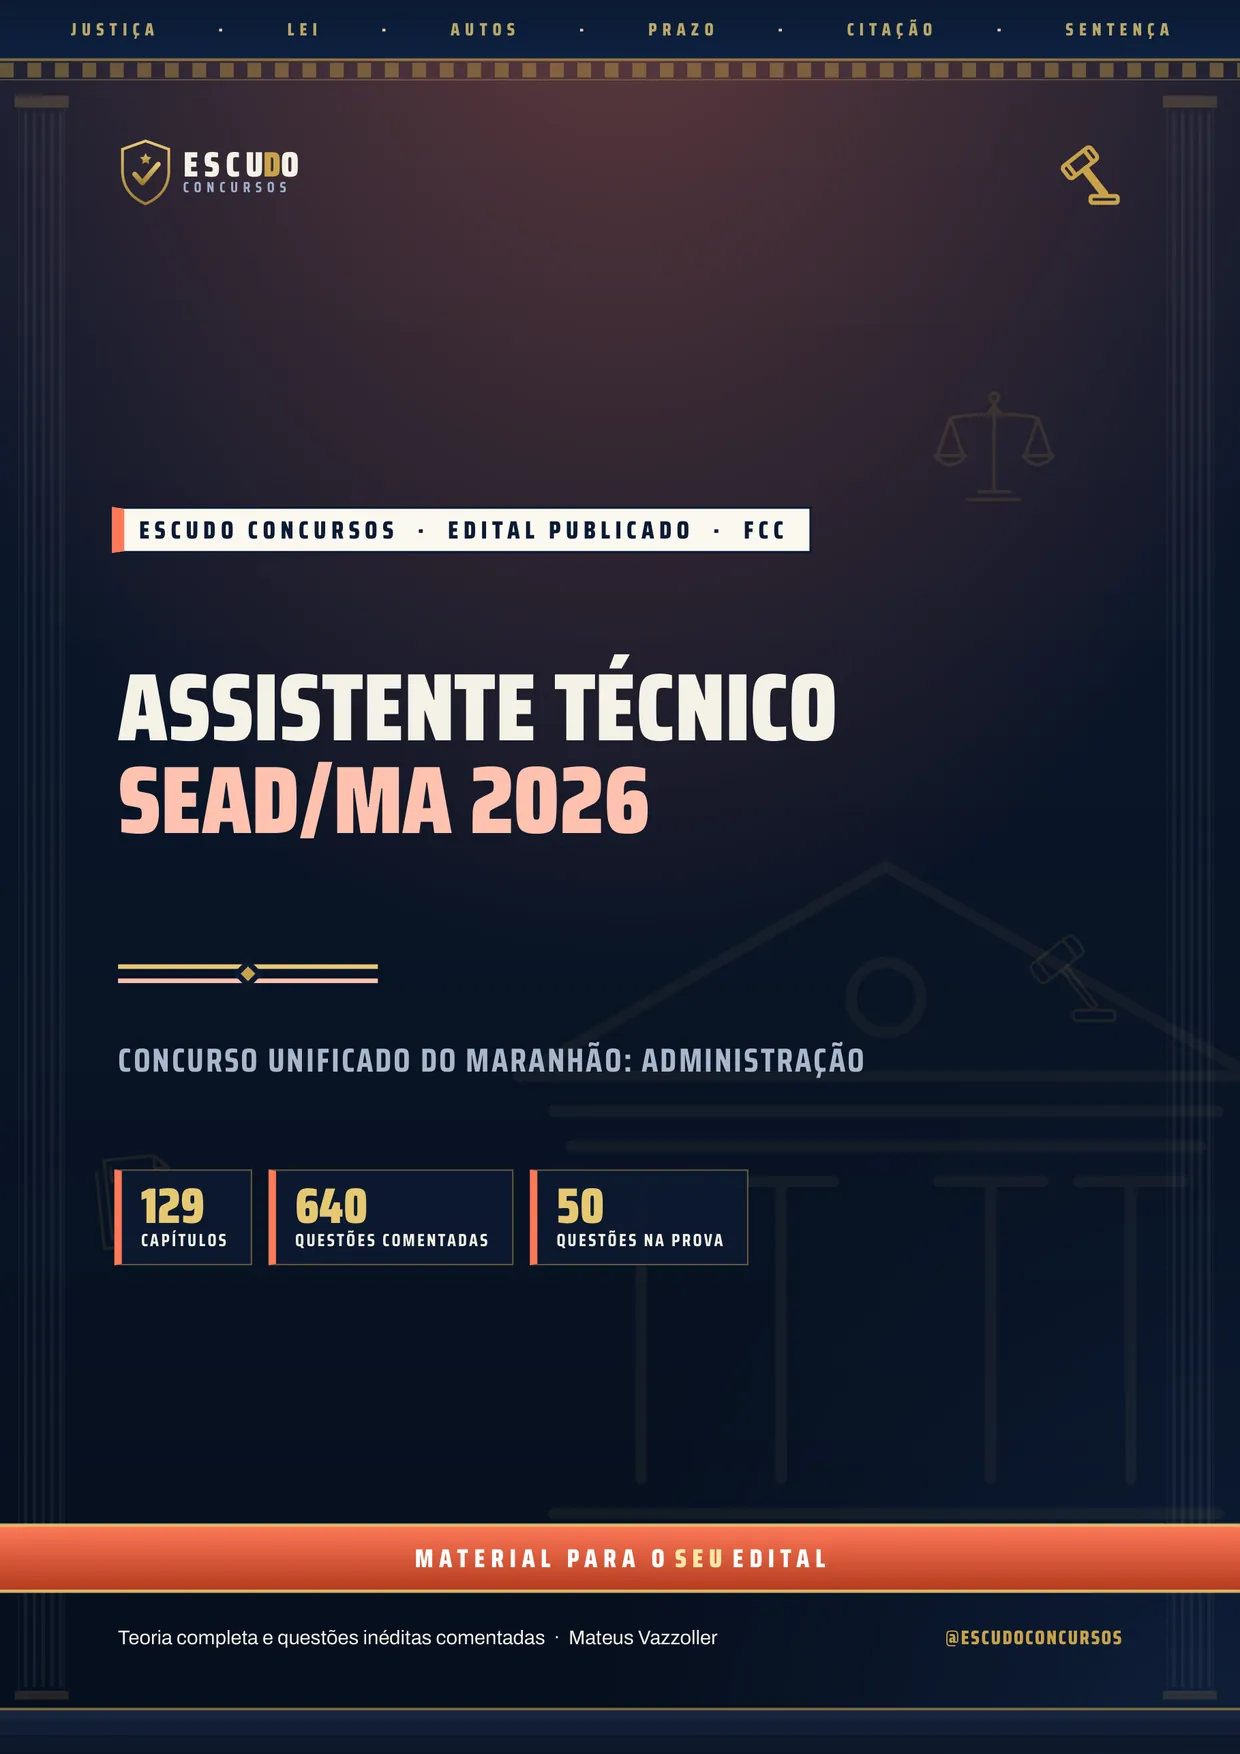 JUSTIÇA · LEI · AUTOS · PRAZO · CITAÇÃO · SENTENÇA
ESCUDO
CONCURSOS
ESCUDO CONCURSOS · EDITAL PUBLICADO · FCC
ASSISTENTE TÉCNICO
SEAD/MA 2026
CONCURSO UNIFICADO DO MARANHÃO: ADMINISTRAÇÃO
129
CAPÍTULOS
640
QUESTÕES COMENTADAS
50
QUESTÕES NA PROVA
MATERIAL PARA O SEU EDITAL
Teoria completa e questões inéditas comentadas · Mateus Vazzoller
@ESCUDOCONCURSOS